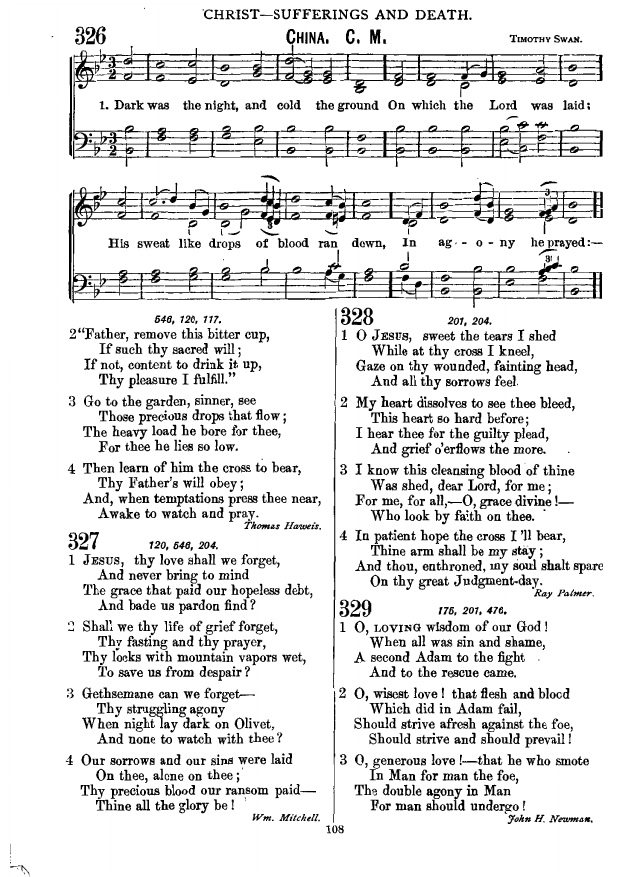 CHRIST—SUFFERINGS AND DEATH.
326
CHINA. C. M.
TIMOTHY SWAN.
1. Dark was the night, and cold the ground On which the Lord was laid;
His sweat like drops of blood ran down, In ag - o - ny he prayed:—
546, 120, 117.
2 "Father, remove this bitter cup,
If such thy sacred will;
If not, content to drink it up,
Thy pleasure I fulfill."
3 Go to the garden, sinner, see
Those precious drops that flow;
The heavy load he bore for thee,
For thee he lies so low.
4 Then learn of him the cross to bear,
Thy Father's will obey;
And, when temptations press thee near,
Awake to watch and pray.
Thomas Haweis.
327
120, 546, 204.
1 JESUS, thy love shall we forget,
And never bring to mind
The grace that paid our hopeless debt,
And bade us pardon find?
2 Shall we thy life of grief forget,
Thy fasting and thy prayer,
Thy locks with mountain vapors wet,
To save us from despair?
3 Gethsemane can we forget—
Thy struggling agony
When night lay dark on Olivet,
And none to watch with thee?
4 Our sorrows and our sins were laid
On thee, alone on thee;
Thy precious blood our ransom paid—
Thine all the glory be!
Wm. Mitchell.
328
201, 204.
1 O JESUS, sweet the tears I shed
While at thy cross I kneel,
Gaze on thy wounded, fainting head,
And all thy sorrows feel.
2 My heart dissolves to see thee bleed,
This heart so hard before;
I hear thee for the guilty plead,
And grief o'erflows the more.
3 I know this cleansing blood of thine
Was shed, dear Lord, for me;
For me, for all,—O, grace divine!—
Who look by faith on thee.
4 In patient hope the cross I'll bear,
Thine arm shall be my stay;
And thou, enthroned, my soul shalt spare
On thy great Judgment-day.
Ray Palmer.
329
175, 201, 476.
1 O, LOVING wisdom of our God!
When all was sin and shame,
A second Adam to the fight
And to the rescue came.
2 O, wisest love! that flesh and blood
Which did in Adam fail,
Should strive afresh against the foe,
Should strive and should prevail!
3 O, generous love!—that he who smote
In Man for man the foe,
The double agony in Man
For man should undergo!
John H. Newman.
108